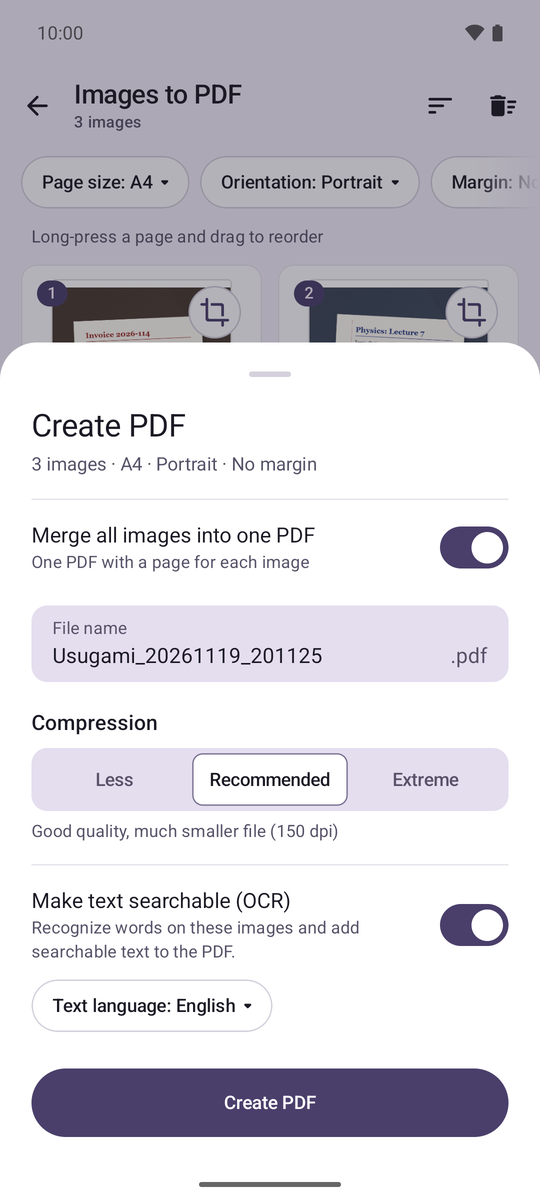 10:00
Images to PDF
3 images
Page size: A4
Orientation: Portrait
Margin:
Long-press a page and drag to reorder
1
2
Invoice 2026-114
Physics: Lecture 7
Create PDF
3 images · A4 · Portrait · No margin
Merge all images into one PDF
One PDF with a page for each image
File name
Usugami_20261119_201125
.pdf
Compression
Less
Recommended
Extreme
Good quality, much smaller file (150 dpi)
Make text searchable (OCR)
Recognize words on these images and add
searchable text to the PDF.
Text language: English
Create PDF